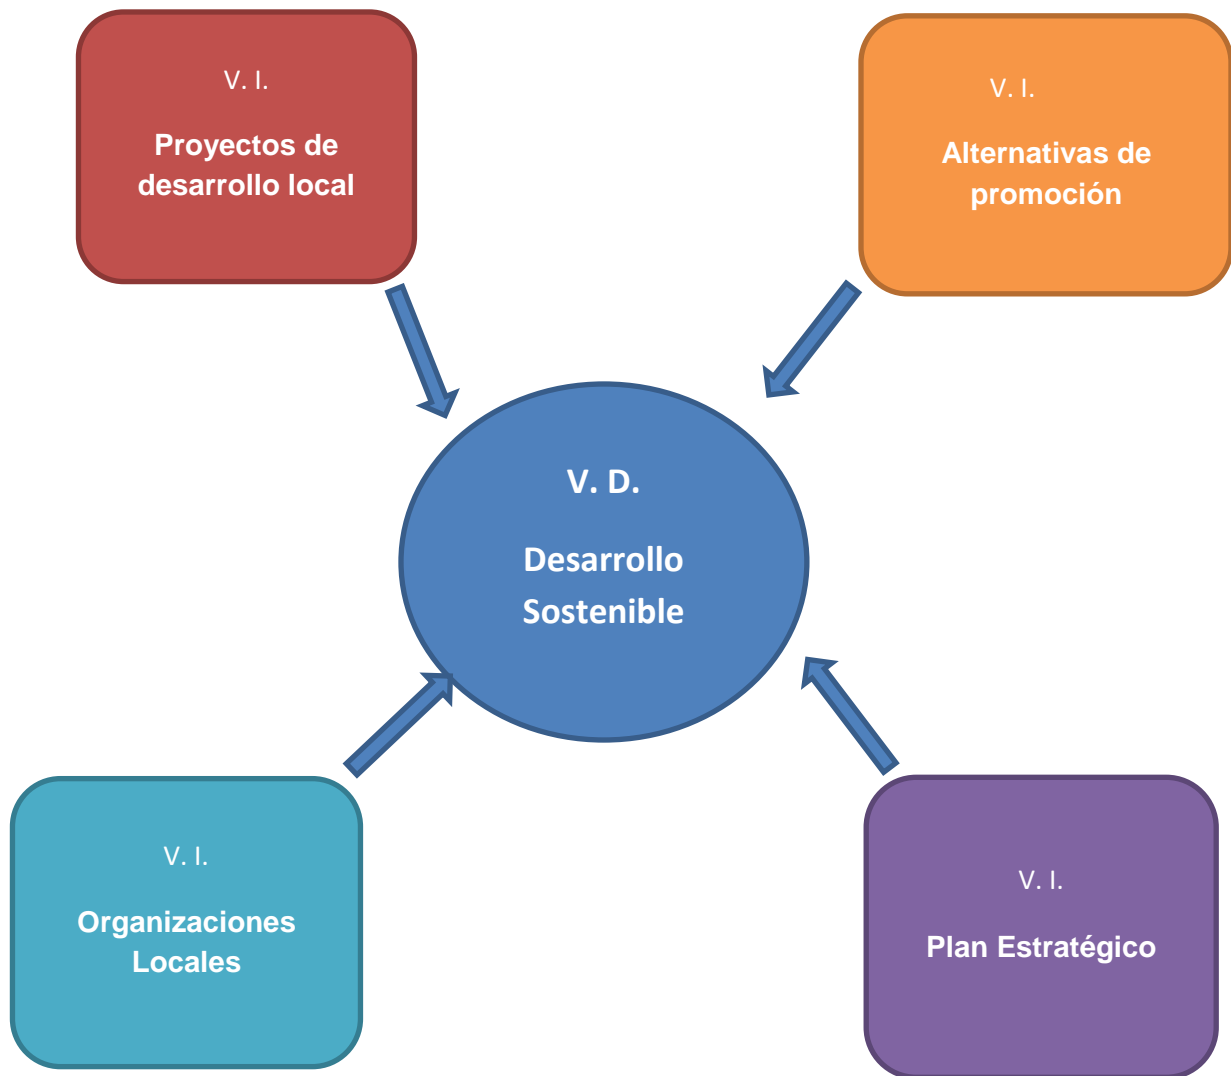 V. I.
Proyectos de
desarrollo local
V. I.
Alternativas de
promoción
V. D.
Desarrollo
Sostenible
V. I.
Organizaciones
Locales
V. I.
Plan Estratégico